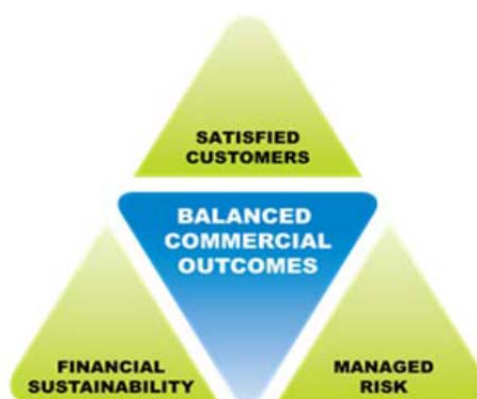 SATISFIED
CUSTOMERS
BALANCED
COMMERCIAL
OUTCOMES
FINANCIAL
SUSTAINABILITY
MANAGED
RISK